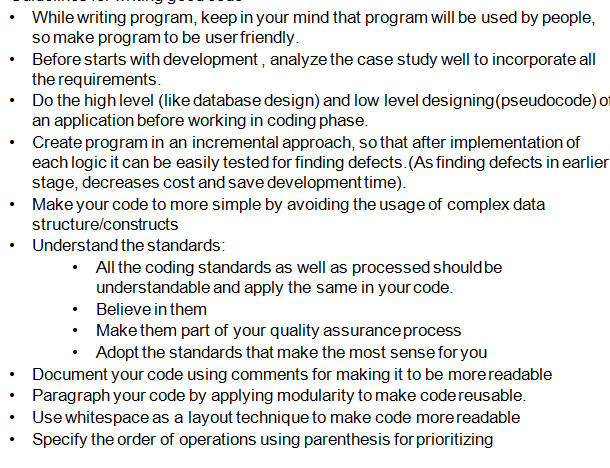 Guidelines for writing good code
• While writing program, keep in your mind that program will be used by people,
so make program to be user friendly.
• Before starts with development , analyze the case study well to incorporate all
the requirements.
• Do the high level (like database design) and low level designing(pseudocode) of
an application before working in coding phase.
• Create program in an incremental approach, so that after implementation of
each logic it can be easily tested for finding defects.(As finding defects in earlier
stage, decreases cost and save development time).
• Make your code to more simple by avoiding the usage of complex data
structure/constructs
• Understand the standards:
• All the coding standards as well as processed should be
understandable and apply the same in your code.
• Believe in them
• Make them part of your quality assurance process
• Adopt the standards that make the most sense for you
• Document your code using comments for making it to be more readable
• Paragraph your code by applying modularity to make code reusable.
• Use whitespace as a layout technique to make code more readable
• Specify the order of operations using parenthesis for prioritizing